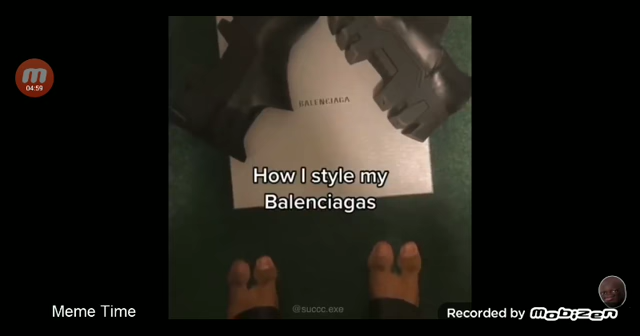 04:59
BALENCIAGA
How I style my
Balenciagas
@succc.exe
Meme Time
Recorded by Mobizen